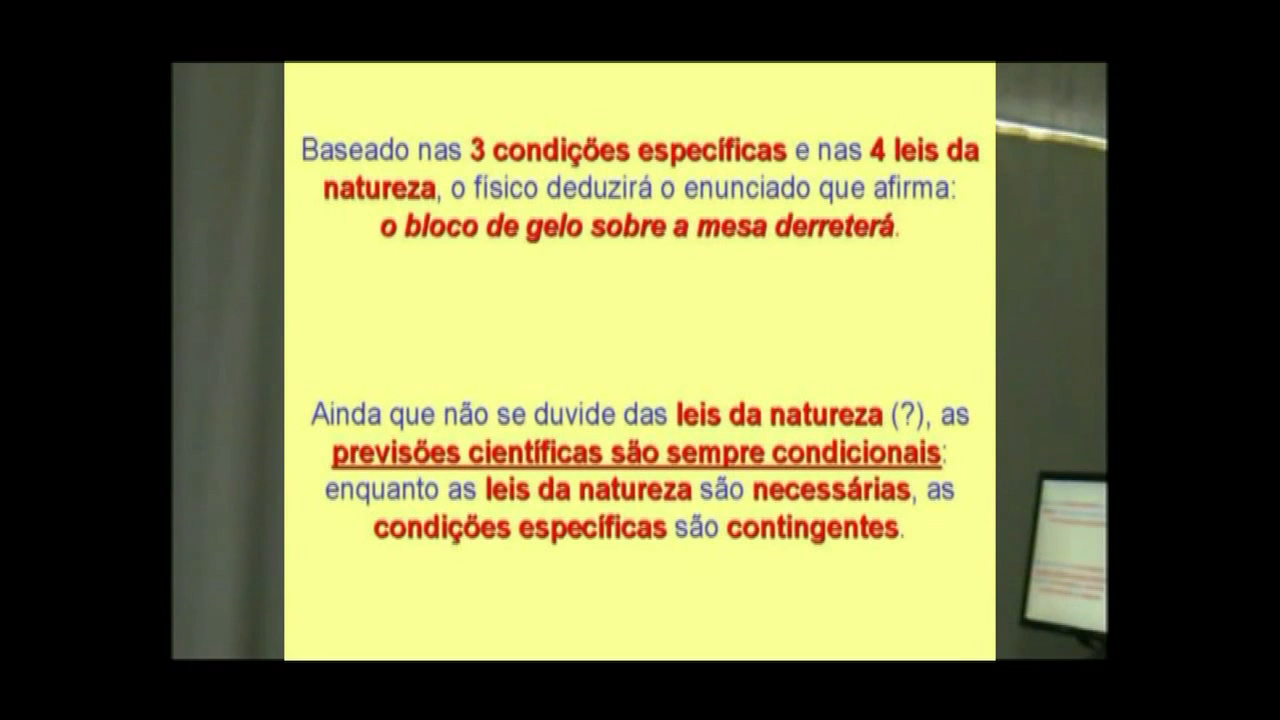 Baseado nas 3 condições específicas e nas 4 leis da
natureza, o físico deduzirá o enunciado que afirma:
o bloco de gelo sobre a mesa derreterá.
Ainda que não se duvide das leis da natureza (?), as
previsões científicas são sempre condicionais:
enquanto as leis da natureza são necessárias, as
condições específicas são contingentes.